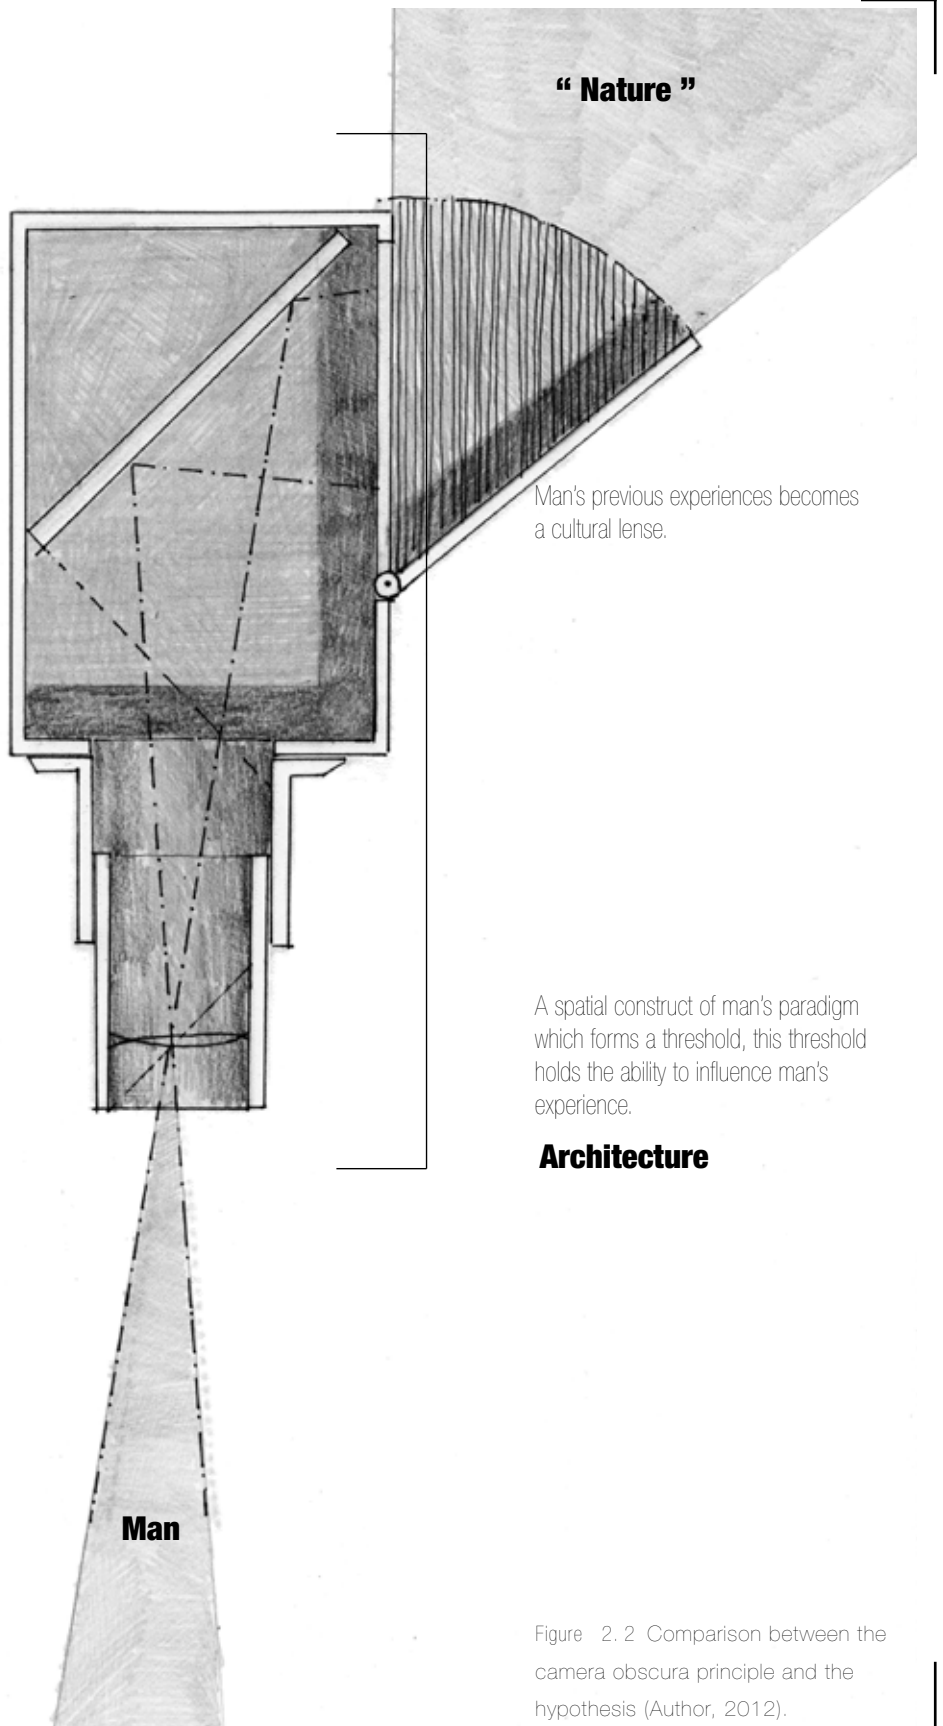 “ Nature ”
Man's previous experiences becomes
a cultural lense.
A spatial construct of man's paradigm
which forms a threshold, this threshold
holds the ability to influence man's
experience.
Architecture
Man
Figure 2. 2 Comparison between the
camera obscura principle and the
hypothesis (Author, 2012).